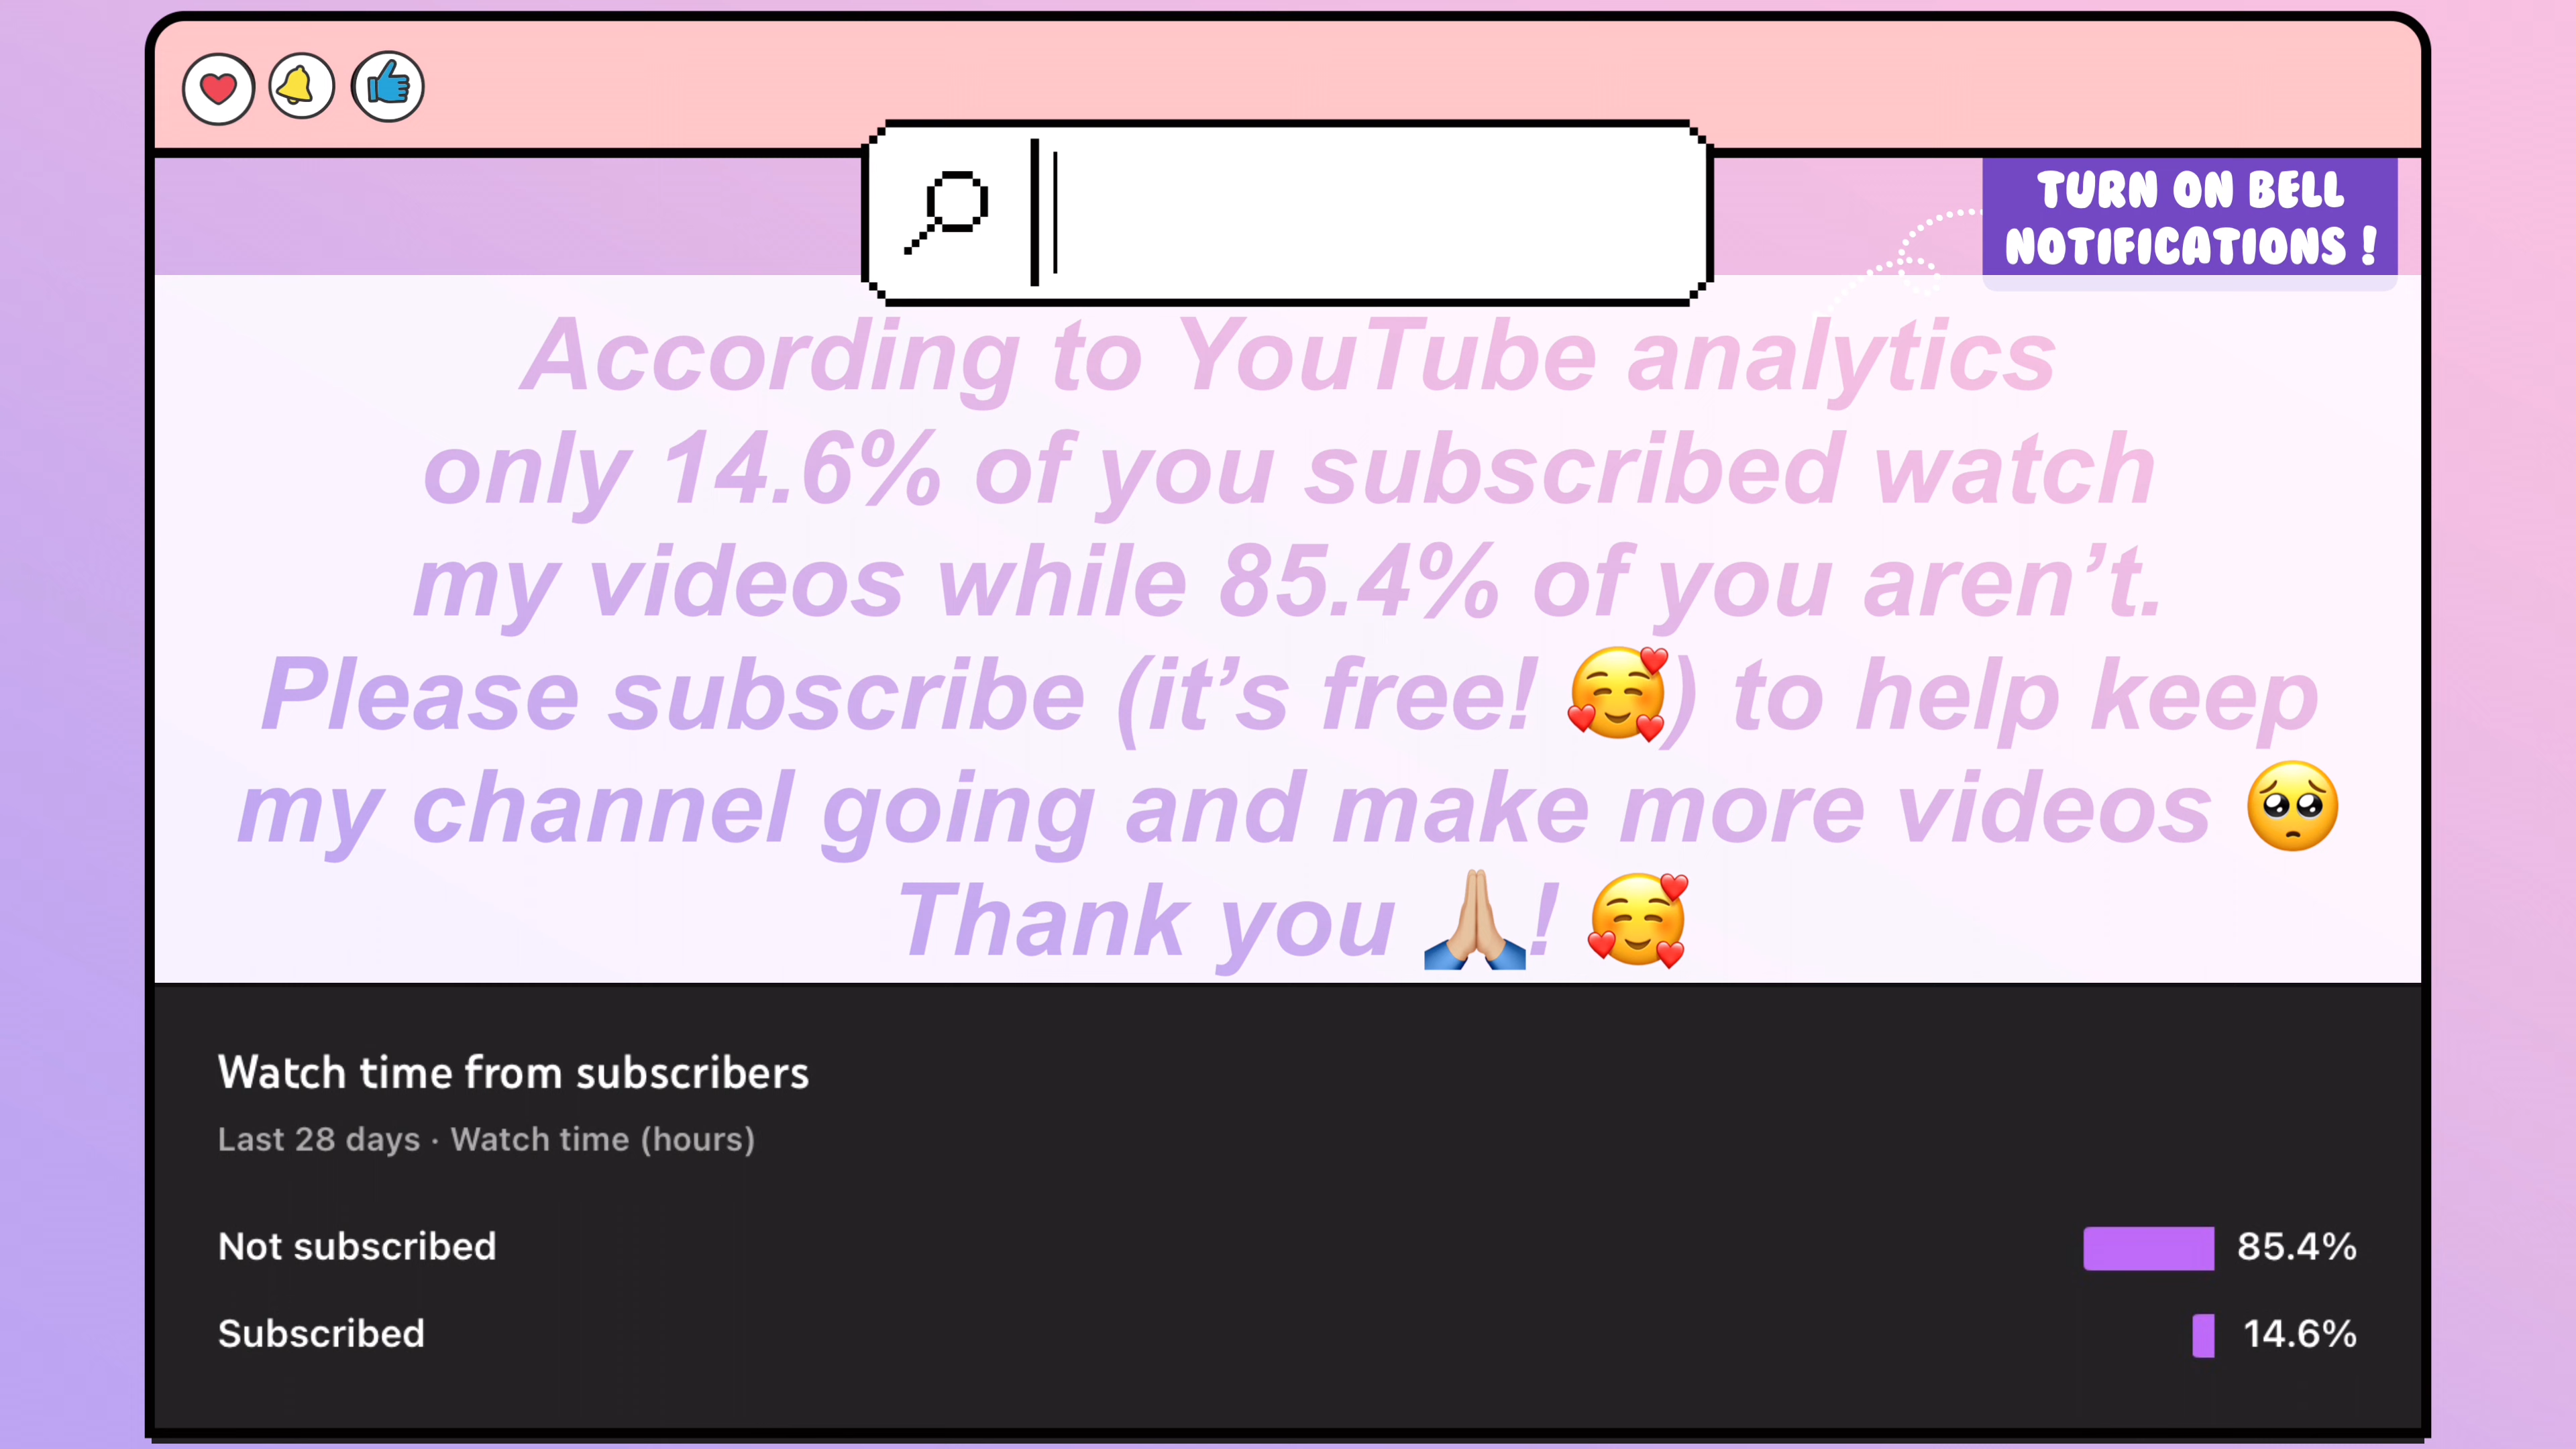 TURN ON BELL
NOTIFICATIONS !
According to YouTube analytics
only 14.6% of you subscribed watch
my videos while 85.4% of you aren’t.
Please subscribe (it’s free! 🥰) to help keep
my channel going and make more videos 🥺
Thank you 🙏🏼! 🥰
Watch time from subscribers
Last 28 days · Watch time (hours)
Not subscribed 85.4%
Subscribed 14.6%